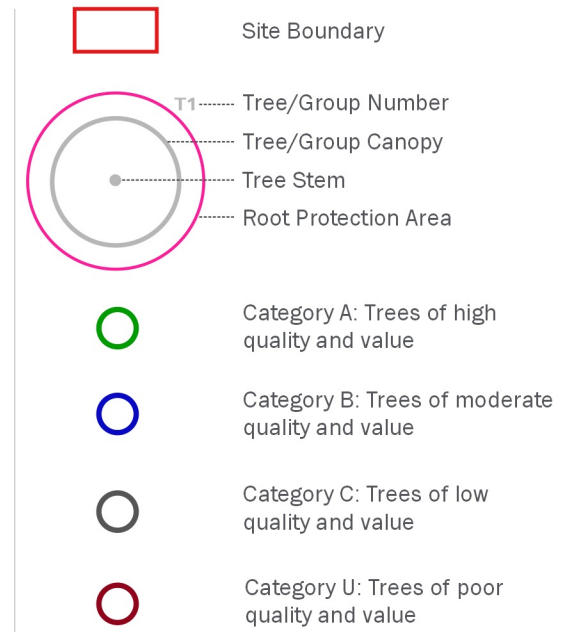 Site Boundary
T1
Tree/Group Number
Tree/Group Canopy
Tree Stem
Root Protection Area
Category A: Trees of high
quality and value
Category B: Trees of moderate
quality and value
Category C: Trees of low
quality and value
Category U: Trees of poor
quality and value